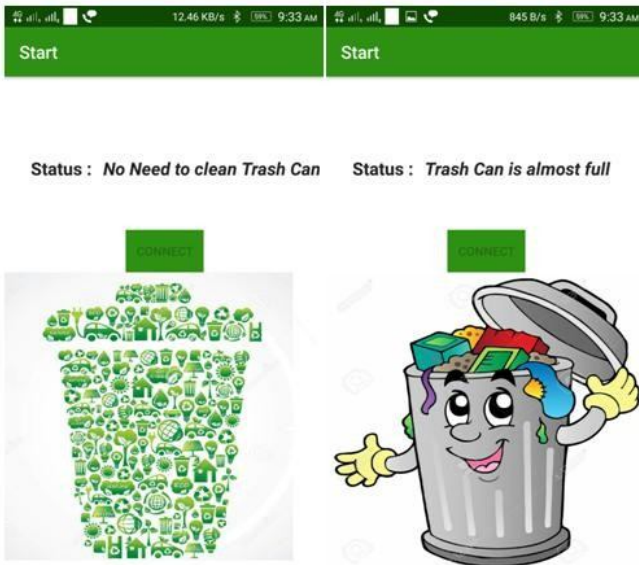 12.46 KB/s 59% 9:33 AM
Start
Status : No Need to clean Trash Can
CONNECT
845 B/s 59% 9:33 AM
Start
Status : Trash Can is almost full
CONNECT